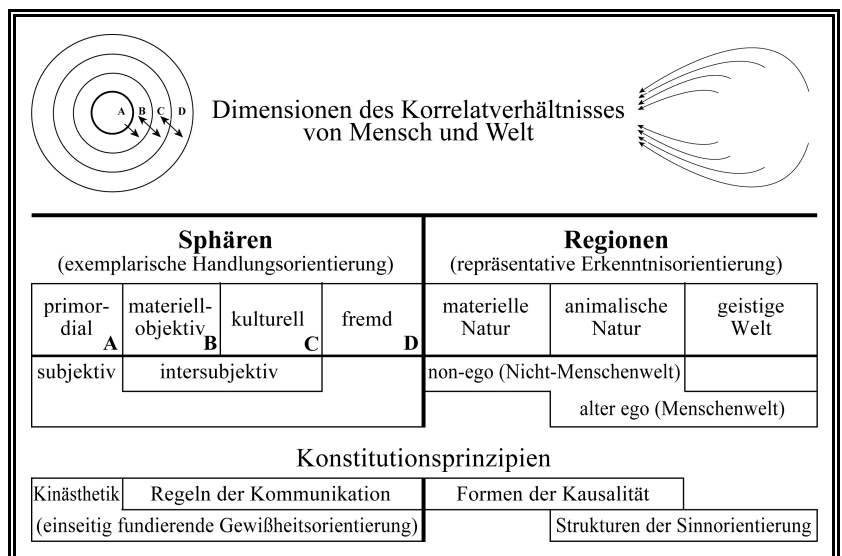 A B C D
Dimensionen des Korrelatverhältnisses
von Mensch und Welt
Sphären
(exemplarische Handlungsorientierung)
Regionen
(repräsentative Erkenntnisorientierung)
primor-
dial
A
materiell-
objektiv
B
kulturell
C
fremd
D
materielle
Natur
animalische
Natur
geistige
Welt
subjektiv
intersubjektiv
non-ego (Nicht-Menschenwelt)
alter ego (Menschenwelt)
Konstitutionsprinzipien
Kinästhetik
Regeln der Kommunikation
Formen der Kausalität
(einseitig fundierende Gewißheitsorientierung)
Strukturen der Sinnorientierung